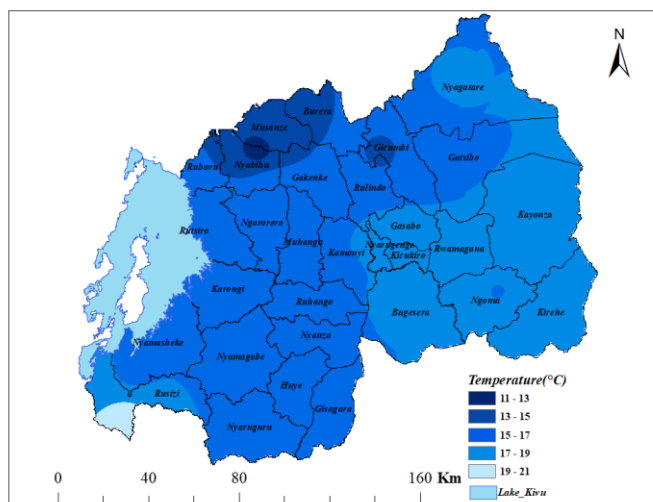 N
Nyagatare
Burera
Musanze
Gicumbi
Gatsibo
Rubavu
Nyabihu
Gakenke
Rulindo
Kayonza
Rutsiro
Ngororero
Gasabo
Muhanga
Kamonyi
Nyarugenge
Kicukiro
Rwamagana
Karongi
Ruhango
Bugesera
Ngoma
Kirehe
Nyamasheke
Nyanza
Nyamagabe
Rusizi
Huye
Gisagara
Nyaruguru
Temperature(°C)
11 - 13
13 - 15
15 - 17
17 - 19
19 - 21
Lake_Kivu
0 40 80 160 Km